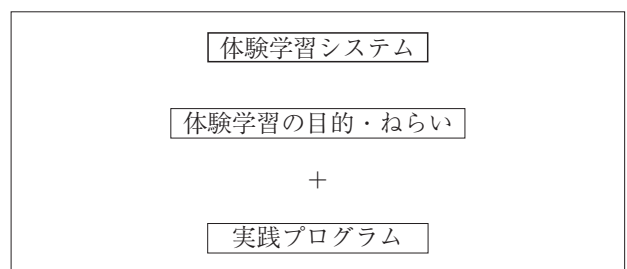 体験学習システム
体験学習の目的・ねらい
＋
実践プログラム